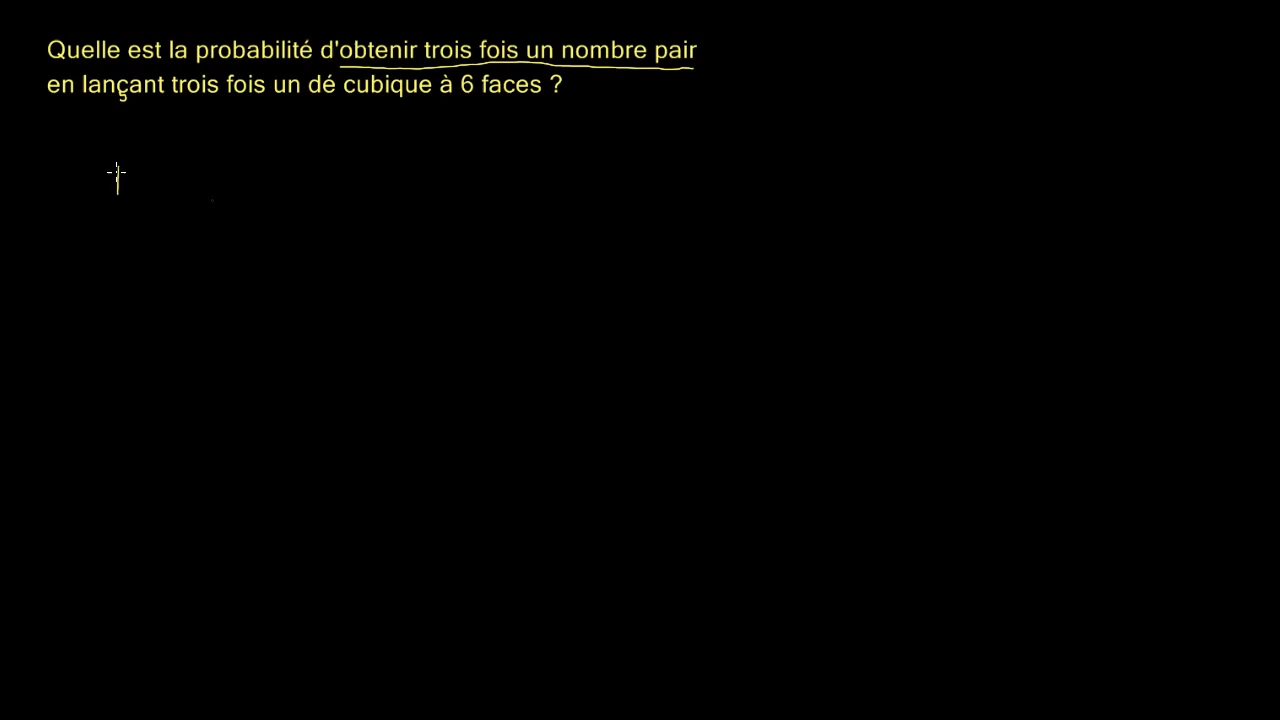 Quelle est la probabilité d'obtenir trois fois un nombre pair
en lançant trois fois un dé cubique à 6 faces ?